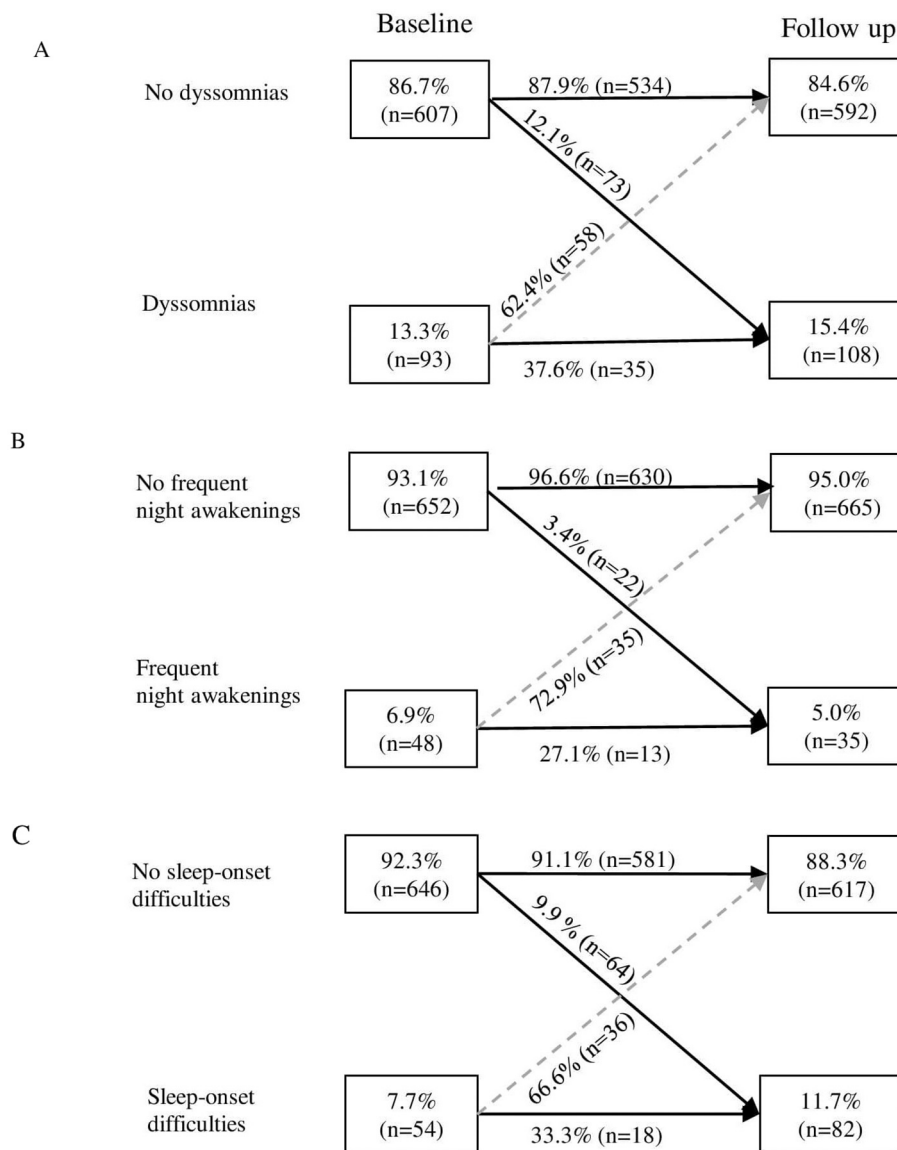 Baseline
Follow up
A
No dyssomnias
86.7%
(n=607)
87.9% (n=534)
84.6%
(n=592)
12.1% (n=73)
62.4% (n=58)
Dyssomnias
13.3%
(n=93)
37.6% (n=35)
15.4%
(n=108)
B
No frequent
night awakenings
93.1%
(n=652)
96.6% (n=630)
95.0%
(n=665)
3.4% (n=22)
72.9% (n=35)
Frequent
night awakenings
6.9%
(n=48)
27.1% (n=13)
5.0%
(n=35)
C
No sleep-onset
difficulties
92.3%
(n=646)
91.1% (n=581)
88.3%
(n=617)
9.9 % (n=64)
66.6% (n=36)
Sleep-onset
difficulties
7.7%
(n=54)
33.3% (n=18)
11.7%
(n=82)